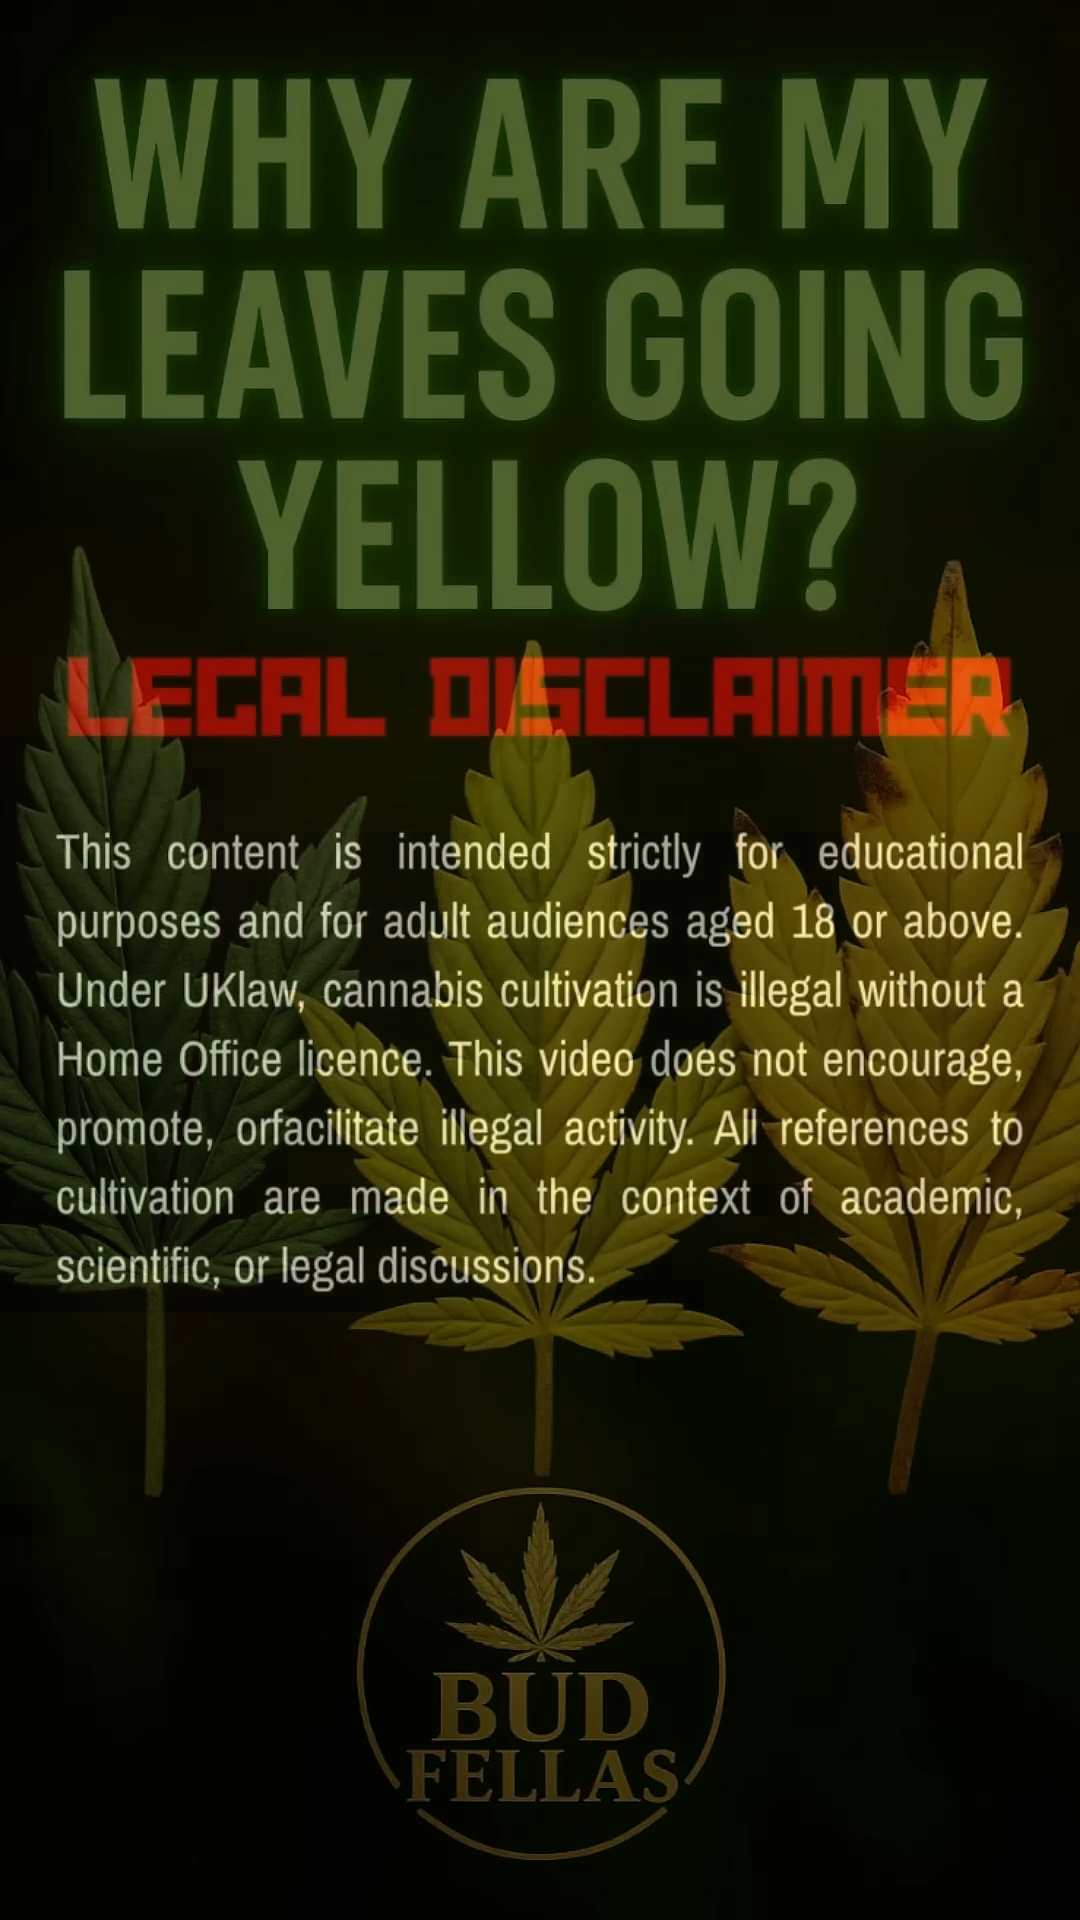 WHY ARE MY
LEAVES GOING
YELLOW?
LEGAL DISCLAIMER
This content is intended strictly for educational
purposes and for adult audiences aged 18 or above.
Under UKlaw, cannabis cultivation is illegal without a
Home Office licence. This video does not encourage,
promote, orfacilitate illegal activity. All references to
cultivation are made in the context of academic,
scientific, or legal discussions.
BUD
FELLAS